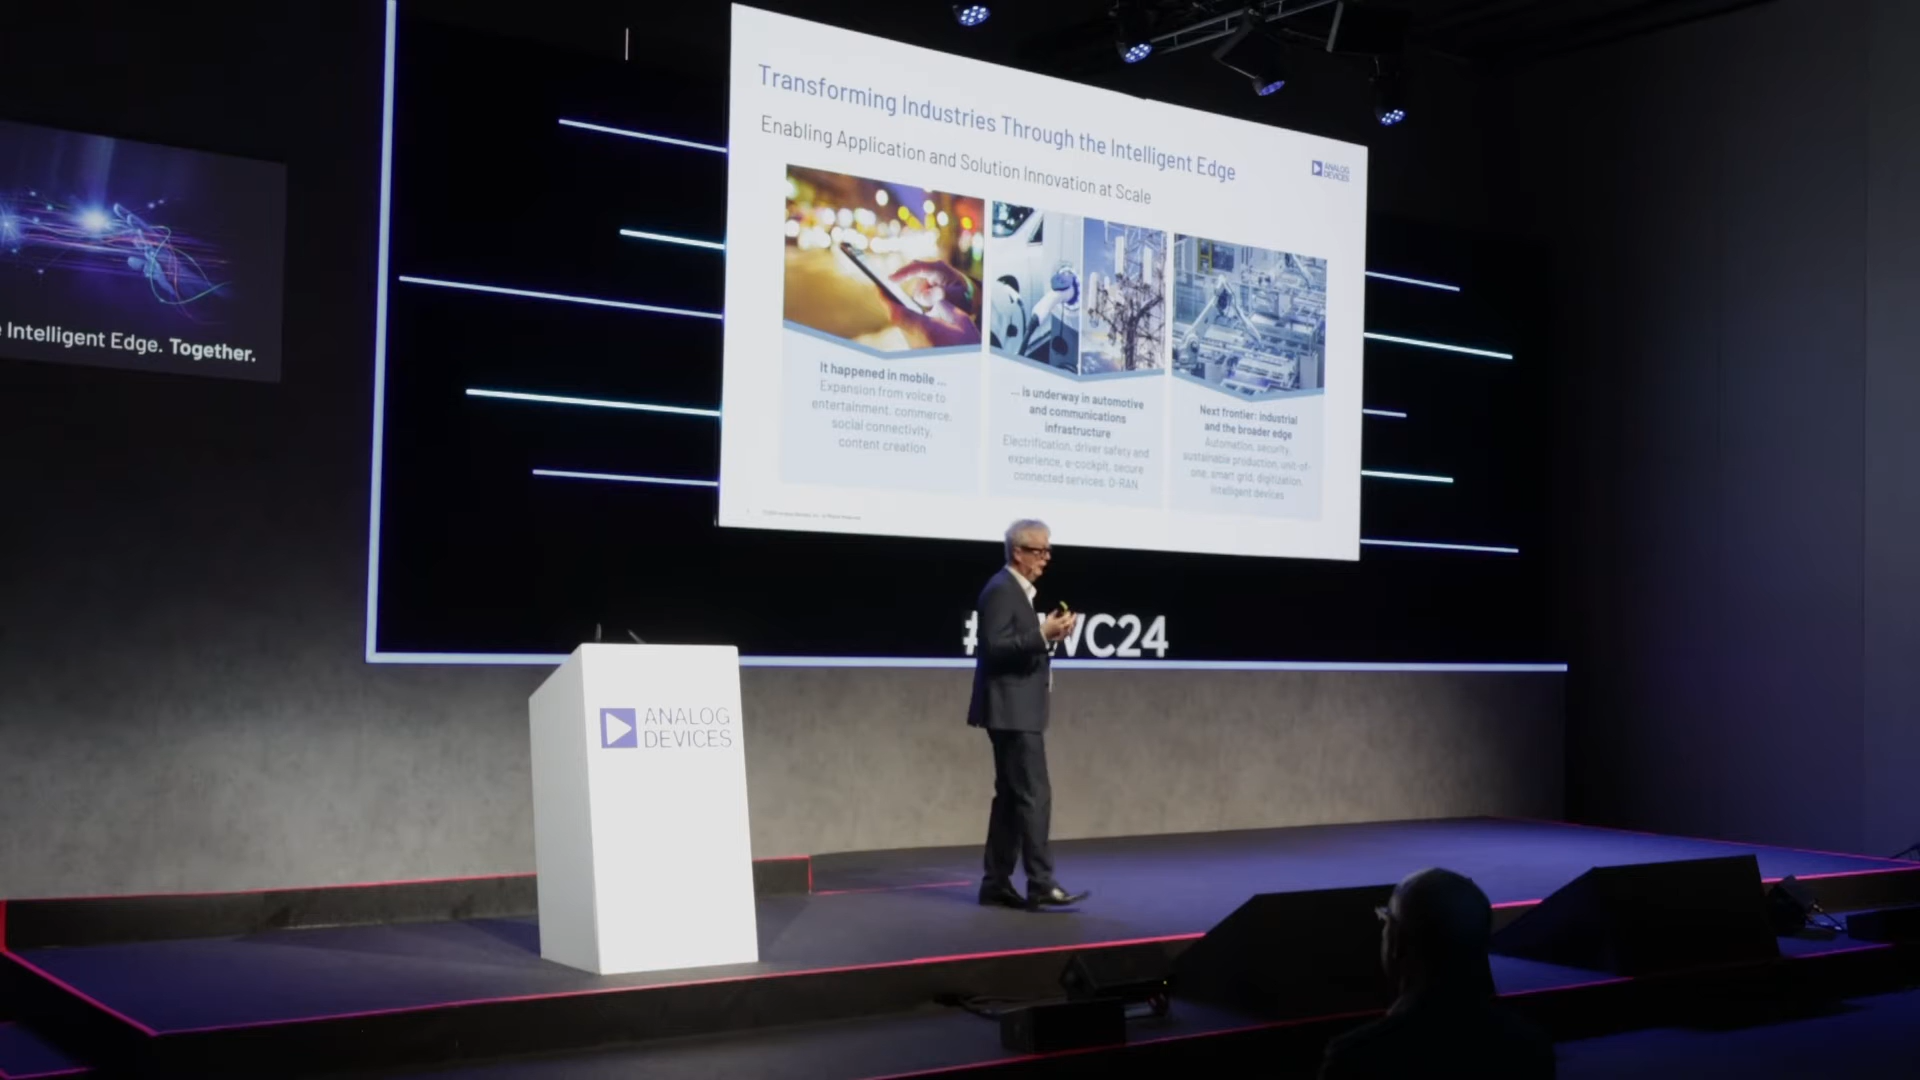 Transforming Industries Through the Intelligent Edge
Enabling Application and Solution Innovation at Scale
ANALOG
DEVICES
It happened in mobile ...
Expansion from voice to
entertainment, commerce,
social connectivity,
content creation
... is underway in automotive
and communications
infrastructure
Electrification, driver safety and
experience, e-cockpit, secure
connected services, O-RAN
Next frontier: industrial
and the broader edge
Automation, security,
sustainable production, unit-of-
one, smart grid, digitization,
intelligent devices
Intelligent Edge. Together.
WC24
ANALOG
DEVICES